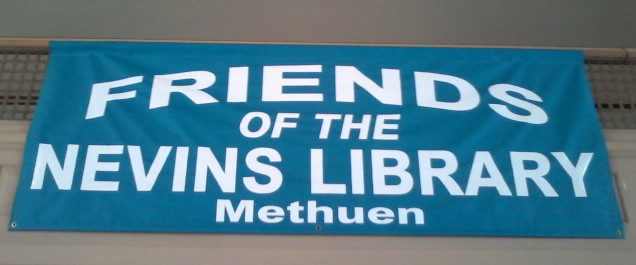 FRIENDS
OF THE
NEVINS LIBRARY
Methuen